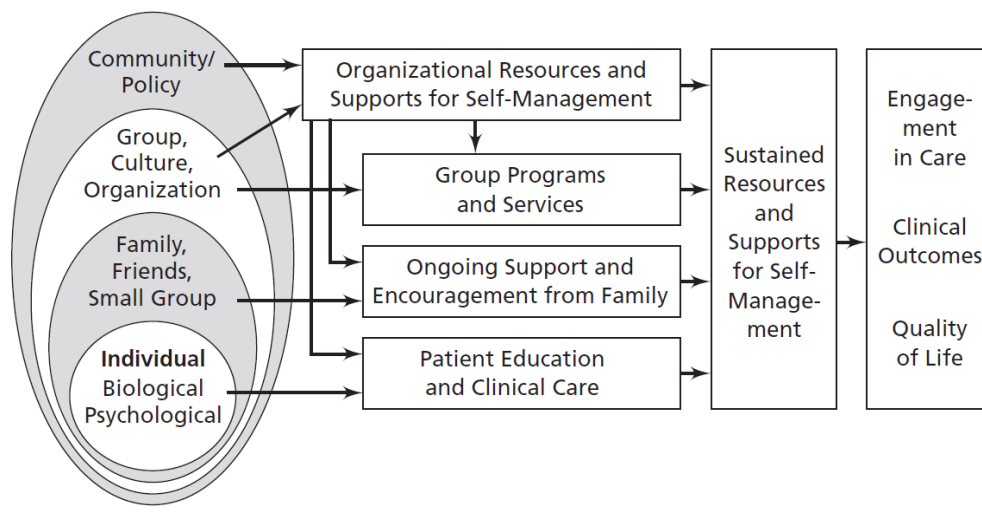 Community/
Policy
Group,
Culture,
Organization
Family,
Friends,
Small Group
Individual
Biological
Psychological
Organizational Resources and
Supports for Self-Management
Group Programs
and Services
Ongoing Support and
Encouragement from Family
Patient Education
and Clinical Care
Sustained
Resources
and
Supports
for Self-
Manage-
ment
Engage-
ment
in Care
Clinical
Outcomes
Quality
of Life